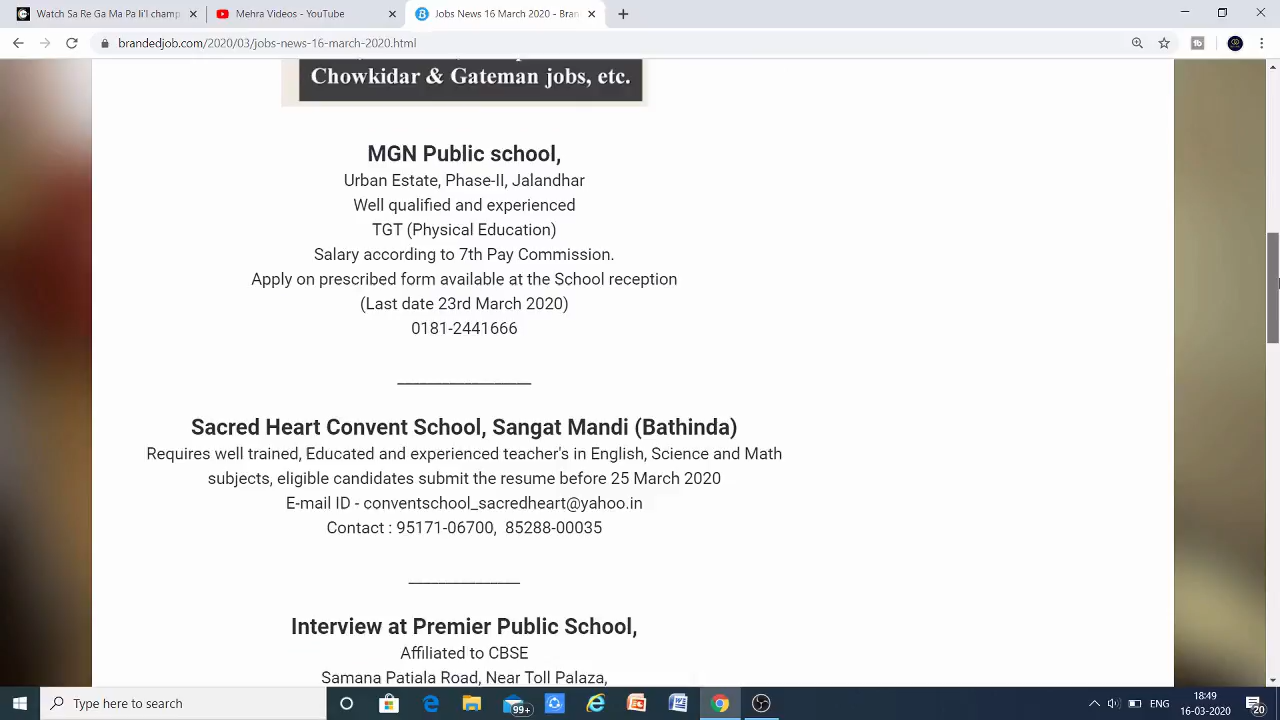 Watch Sa Re Ga Ma Pa Li'l champ
Mehra Videos - YouTube
Jobs News 16 March 2020 - Bran
brandedjob.com/2020/03/jobs-news-16-march-2020.html
Chowkidar & Gateman jobs, etc.
MGN Public school,
Urban Estate, Phase-II, Jalandhar
Well qualified and experienced
TGT (Physical Education)
Salary according to 7th Pay Commission.
Apply on prescribed form available at the School reception
(Last date 23rd March 2020)
0181-2441666
__________________
Sacred Heart Convent School, Sangat Mandi (Bathinda)
Requires well trained, Educated and experienced teacher's in English, Science and Math
subjects, eligible candidates submit the resume before 25 March 2020
E-mail ID - conventschool_sacredheart@yahoo.in
Contact : 95171-06700, 85288-00035
_______________
Interview at Premier Public School,
Affiliated to CBSE
Samana Patiala Road, Near Toll Palaza,
Type here to search
99+
ENG
18:49
16-03-2020
20